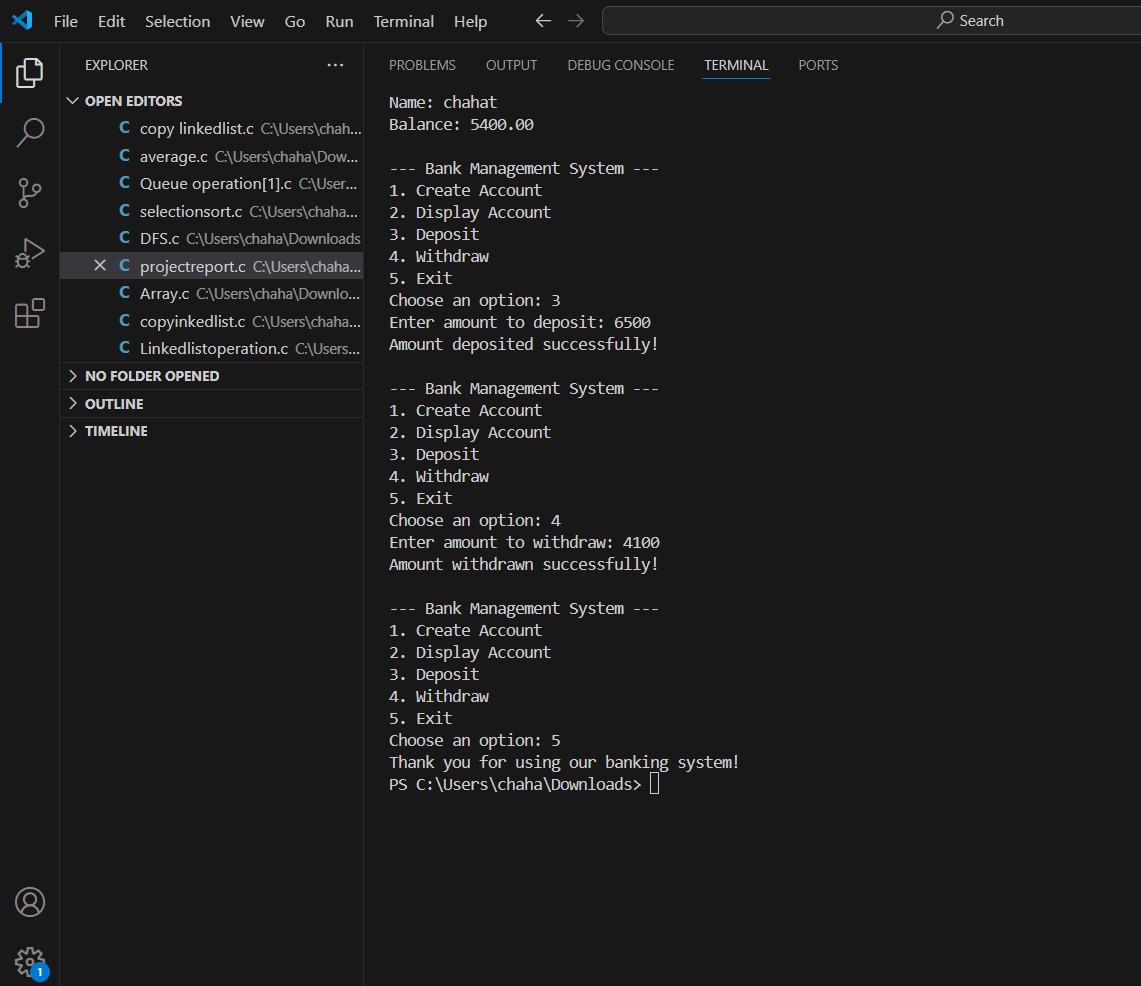 File Edit Selection View Go Run Terminal Help Search
EXPLORER ...
OPEN EDITORS
C copy linkedlist.c C:\Users\chah...
C average.c C:\Users\chaha\Dow...
C Queue operation[1].c C:\User...
C selectionsort.c C:\Users\chaha...
C DFS.c C:\Users\chaha\Downloads
C projectreport.c C:\Users\chaha...
C Array.c C:\Users\chaha\Downlo...
C copyinkedlist.c C:\Users\chaha...
C Linkedlistoperation.c C:\Users...
NO FOLDER OPENED
OUTLINE
TIMELINE
1
PROBLEMS OUTPUT DEBUG CONSOLE TERMINAL PORTS
Name: chahat
Balance: 5400.00
--- Bank Management System ---
1. Create Account
2. Display Account
3. Deposit
4. Withdraw
5. Exit
Choose an option: 3
Enter amount to deposit: 6500
Amount deposited successfully!
--- Bank Management System ---
1. Create Account
2. Display Account
3. Deposit
4. Withdraw
5. Exit
Choose an option: 4
Enter amount to withdraw: 4100
Amount withdrawn successfully!
--- Bank Management System ---
1. Create Account
2. Display Account
3. Deposit
4. Withdraw
5. Exit
Choose an option: 5
Thank you for using our banking system!
PS C:\Users\chaha\Downloads>